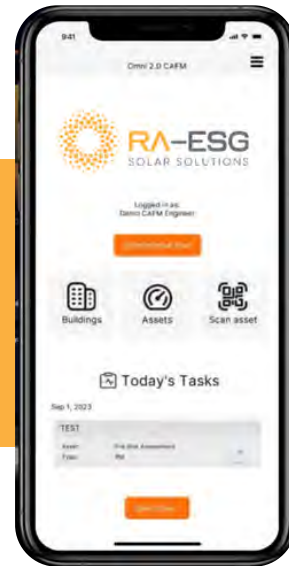 9:41
Omni 2.0 CAFM
RA-ESG
SOLAR SOLUTIONS
Logged in as:
Demo CAFM Engineer
Buildings
Assets
Scan asset
Today's Tasks
Sep 1, 2023
TEST
Asset: Fire Risk Assessment
PM